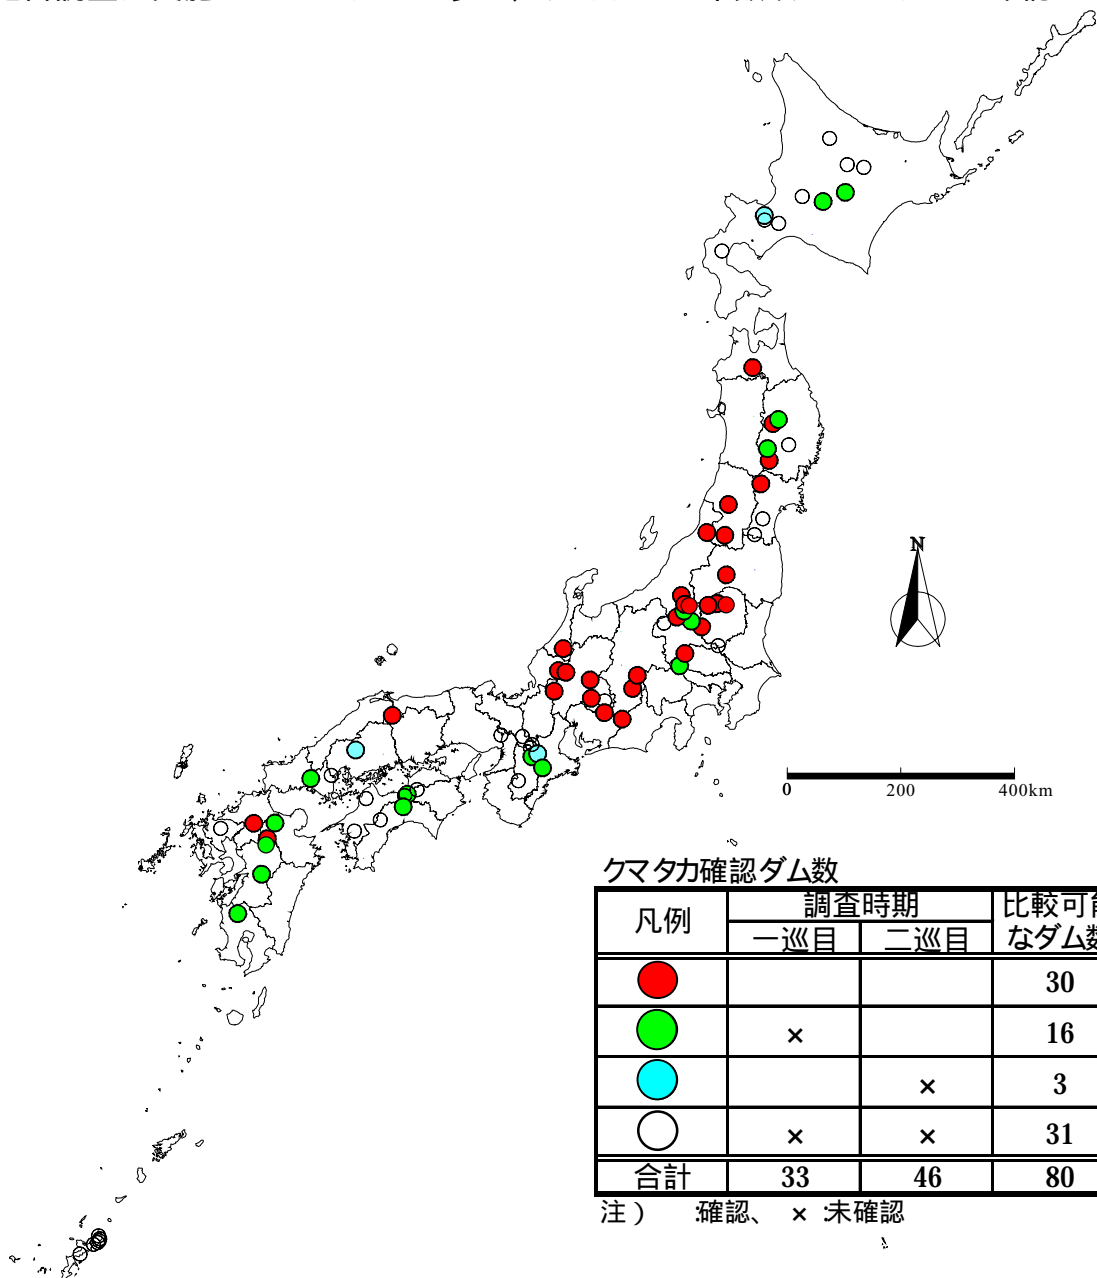 N
0 200 400km
クマタカ確認ダム数
凡例 調査時期 比較可能
一巡目 二巡目 なダム数
30
× 16
× 3
× × 31
合計 33 46 80
注） :確認、 × :未確認